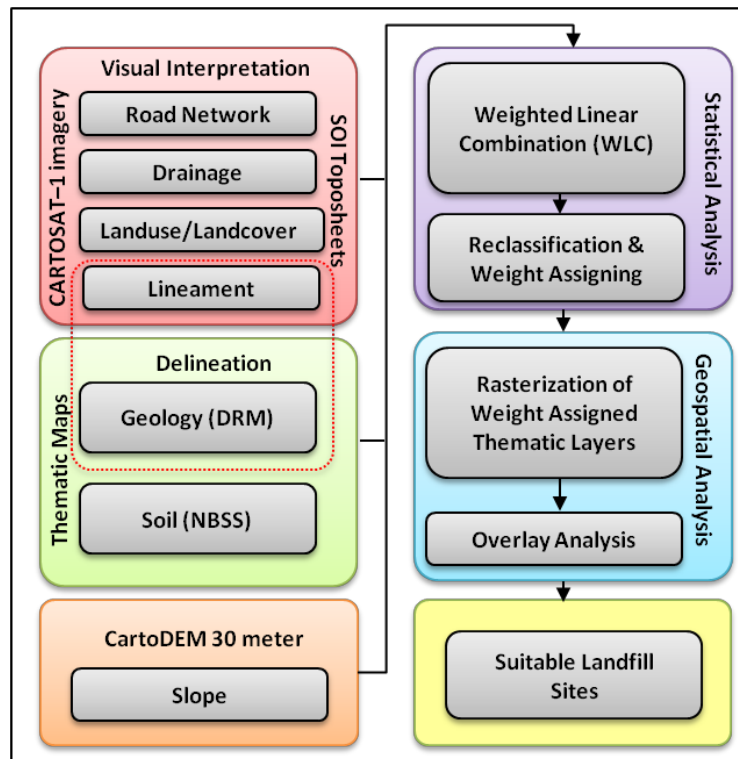 Visual Interpretation
CARTOSAT–1 imagery
SOI Toposheets
Road Network
Drainage
Landuse/Landcover
Lineament
Thematic Maps
Delineation
Geology (DRM)
Soil (NBSS)
CartoDEM 30 meter
Slope
Statistical Analysis
Weighted Linear
Combination (WLC)
Reclassification &
Weight Assigning
Geospatial Analysis
Rasterization of
Weight Assigned
Thematic Layers
Overlay Analysis
Suitable Landfill
Sites